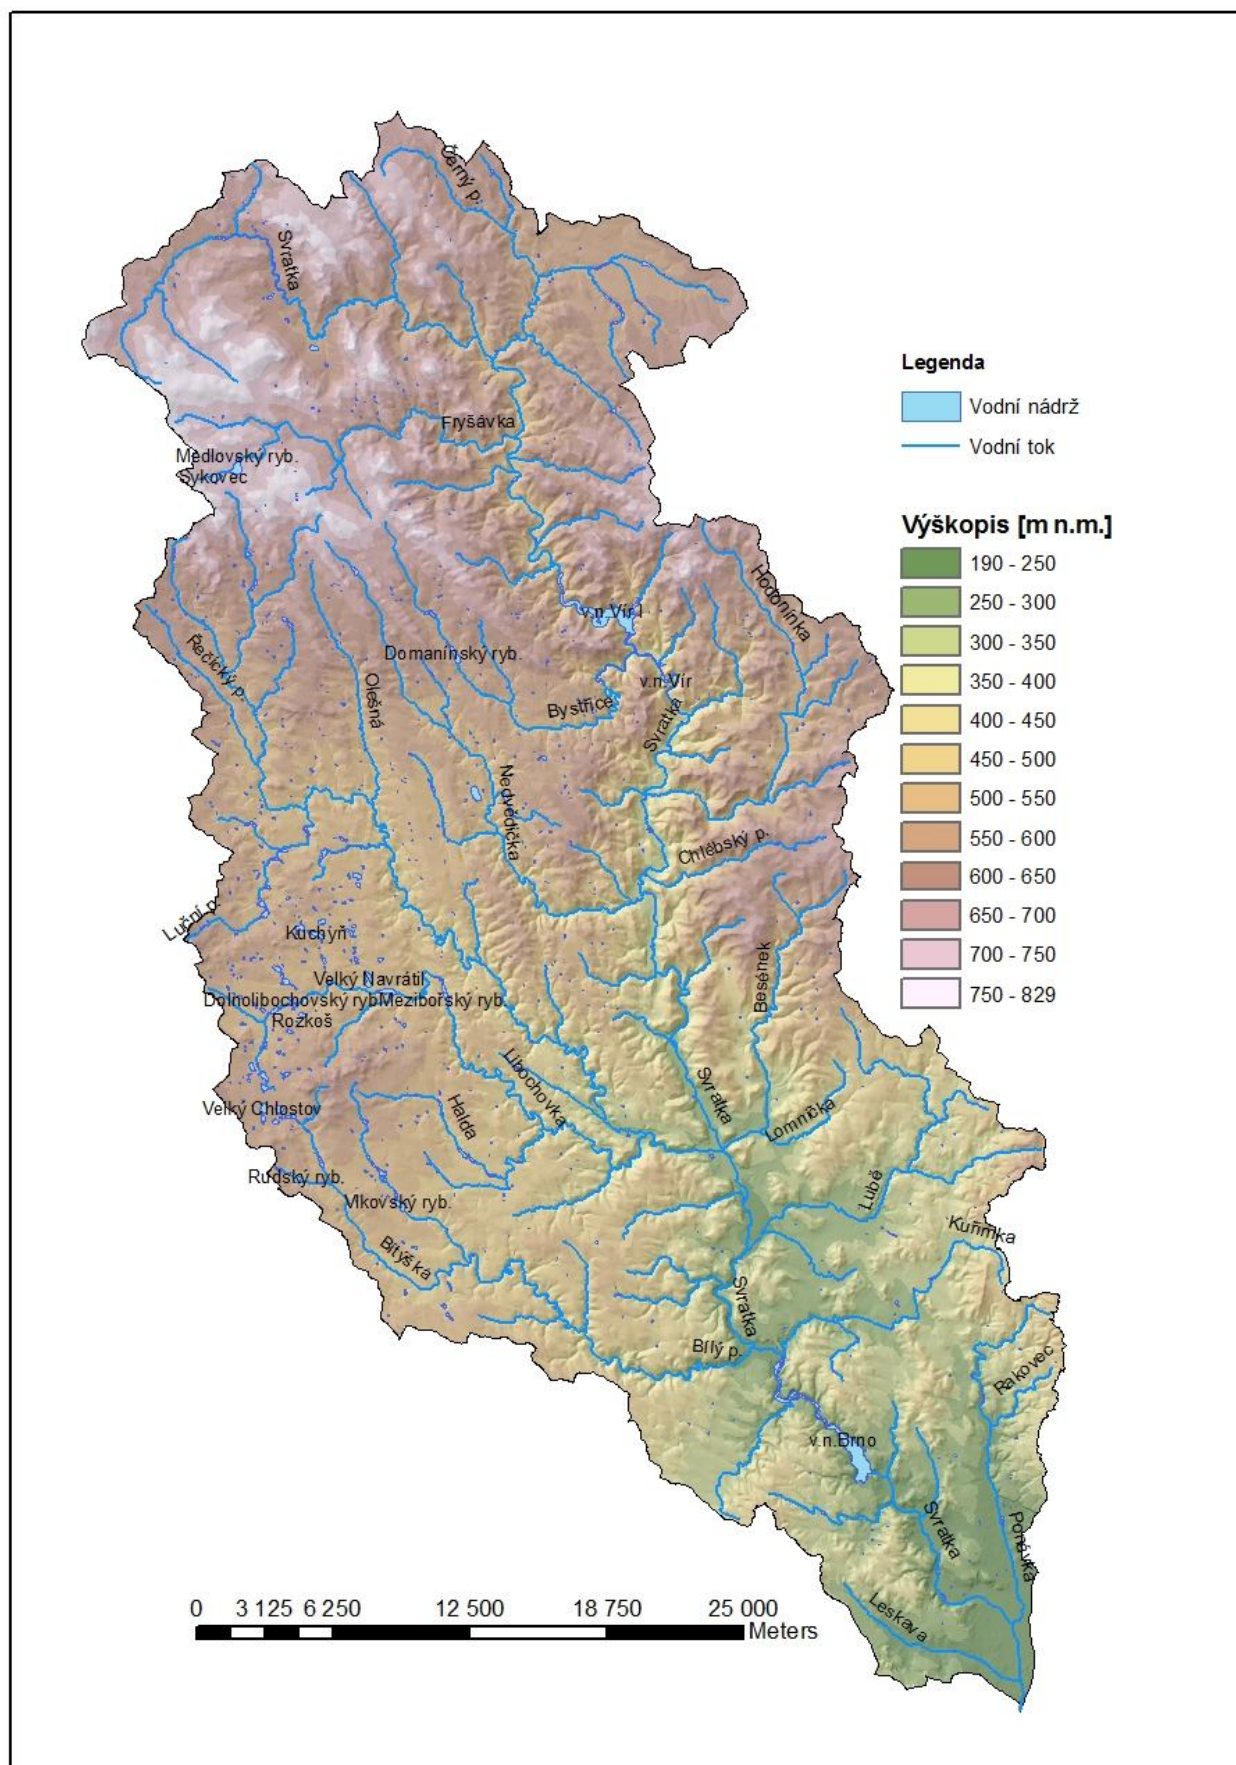 Černý p.
Svratka
Legenda
Vodní nádrž
Vodní tok
Fryšávka
Medlovský ryb.
Sykovec
Výškopis [m n.m.]
190 - 250
250 - 300
300 - 350
350 - 400
400 - 450
450 - 500
500 - 550
550 - 600
600 - 650
650 - 700
700 - 750
750 - 829
Hodonínka
v.n.Vír I
Řečický p.
Domanínský ryb.
v.n.Vír
Olešná
Bystřice
Svratka
Nedvědička
Chlébský p.
Luční p.
Kuchyň
Besének
Velký Navrátil
Dolnolibochovský ryb.
Meziborský ryb.
Rozkoš
Libochovka
Svratka
Velký Chlostov
Halda
Lomnička
Rudský ryb.
Vlkovský ryb.
Lubě
Kuřimka
Bitýška
Svratka
Bílý p.
Rakovec
v.n.Brno
Svratka
Ponávka
Leskava
0 3 125 6 250 12 500 18 750 25 000
Meters